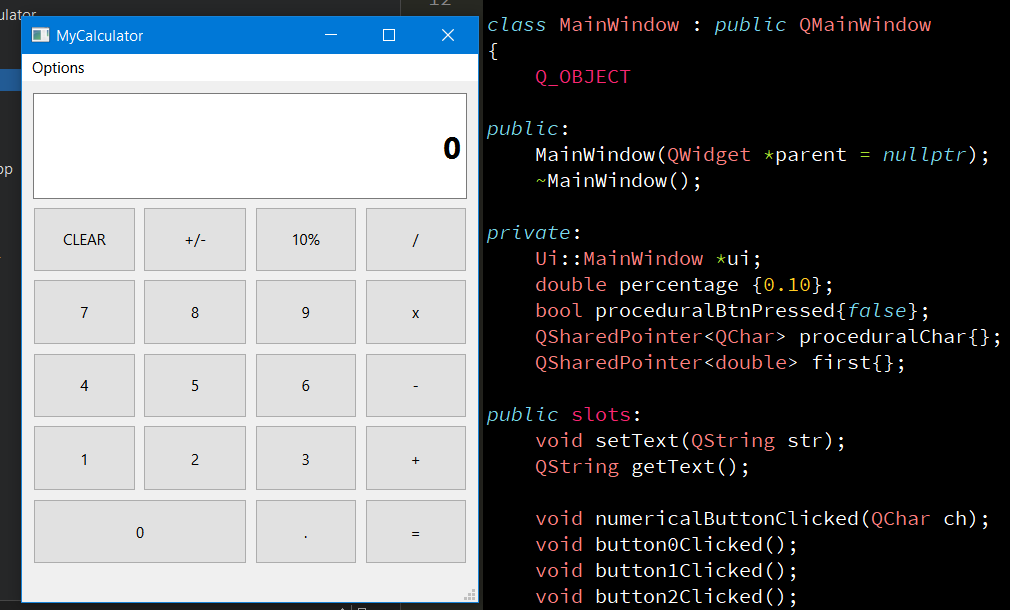 ulator
12
MyCalculator
Options
pp
0
CLEAR +/- 10% /
7 8 9 x
4 5 6 -
1 2 3 +
0 . =
class MainWindow : public QMainWindow
{
Q_OBJECT
public:
MainWindow(QWidget *parent = nullptr);
~MainWindow();
private:
Ui::MainWindow *ui;
double percentage {0.10};
bool proceduralBtnPressed{false};
QSharedPointer<QChar> proceduralChar{};
QSharedPointer<double> first{};
public slots:
void setText(QString str);
QString getText();
void numericalButtonClicked(QChar ch);
void button0Clicked();
void button1Clicked();
void button2Clicked();